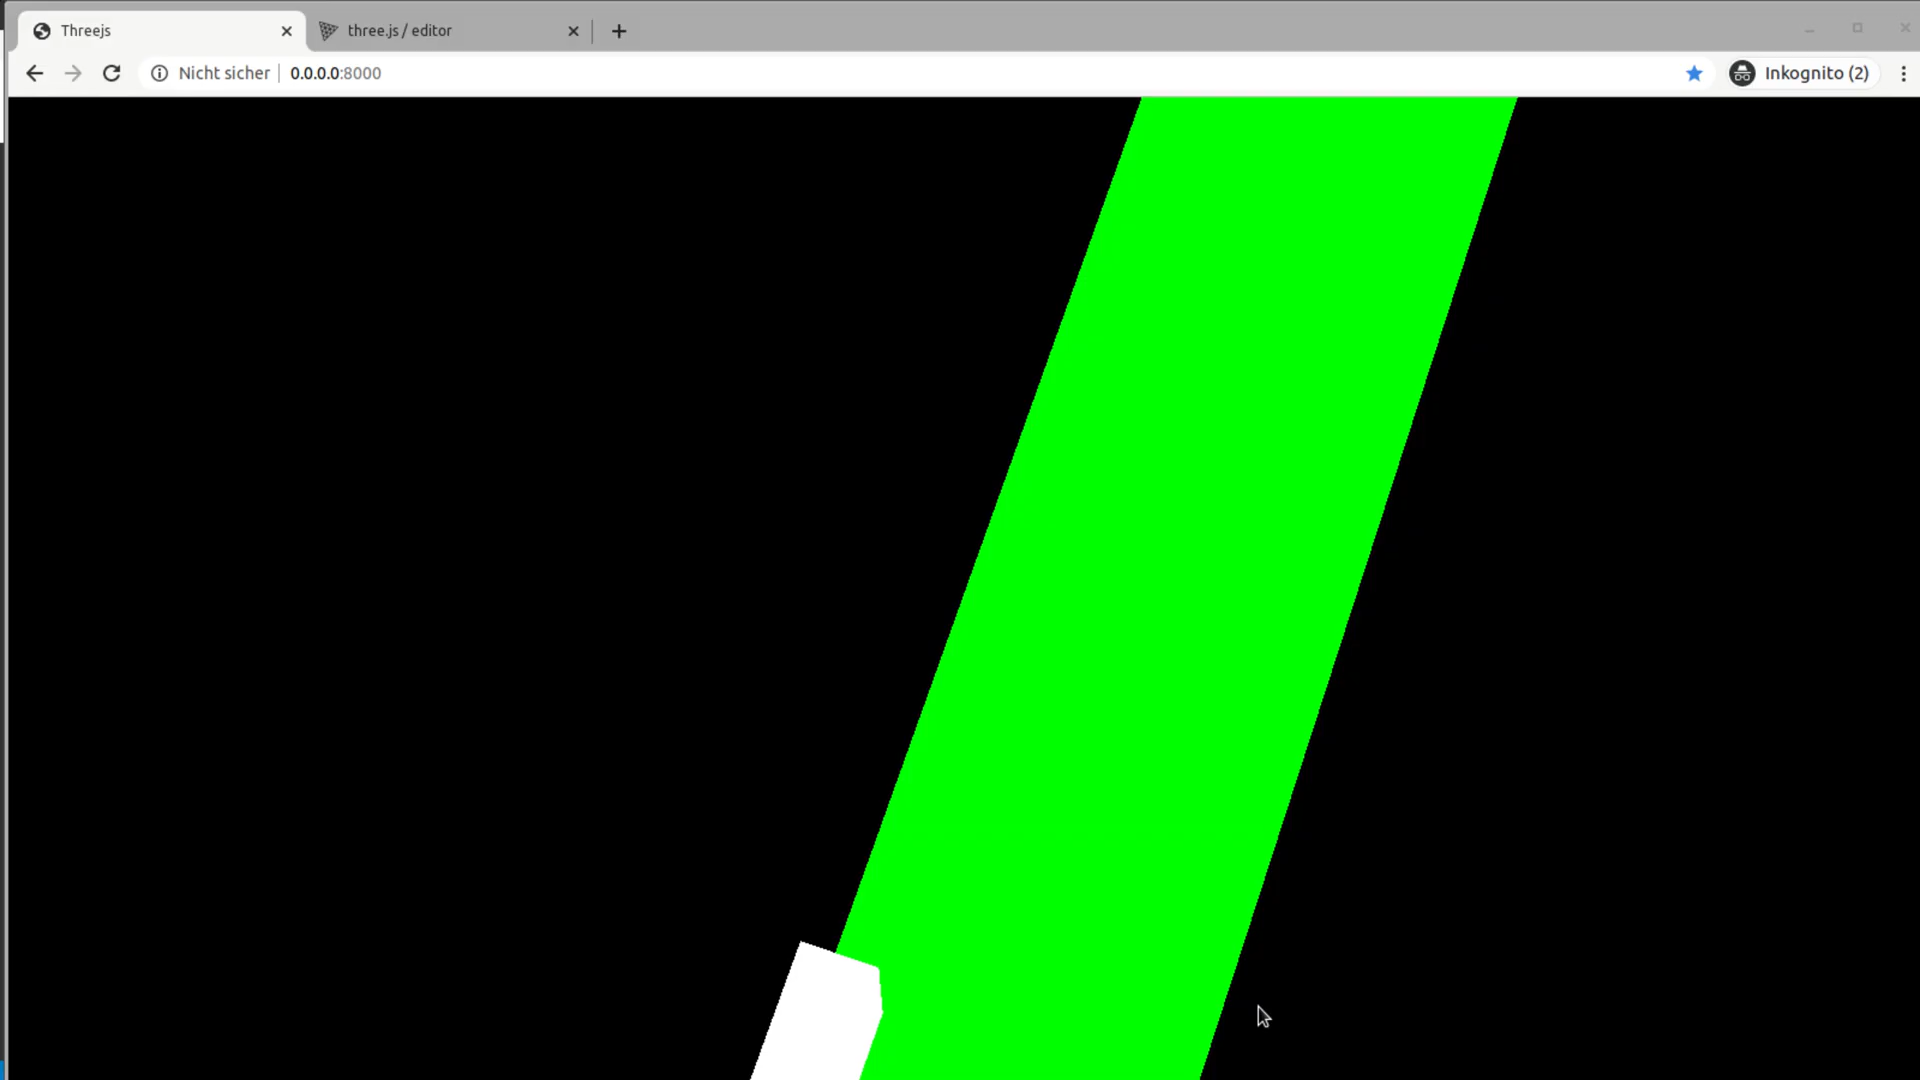 Threejs
three.js / editor
Nicht sicher
0.0.0.0:8000
Inkognito (2)